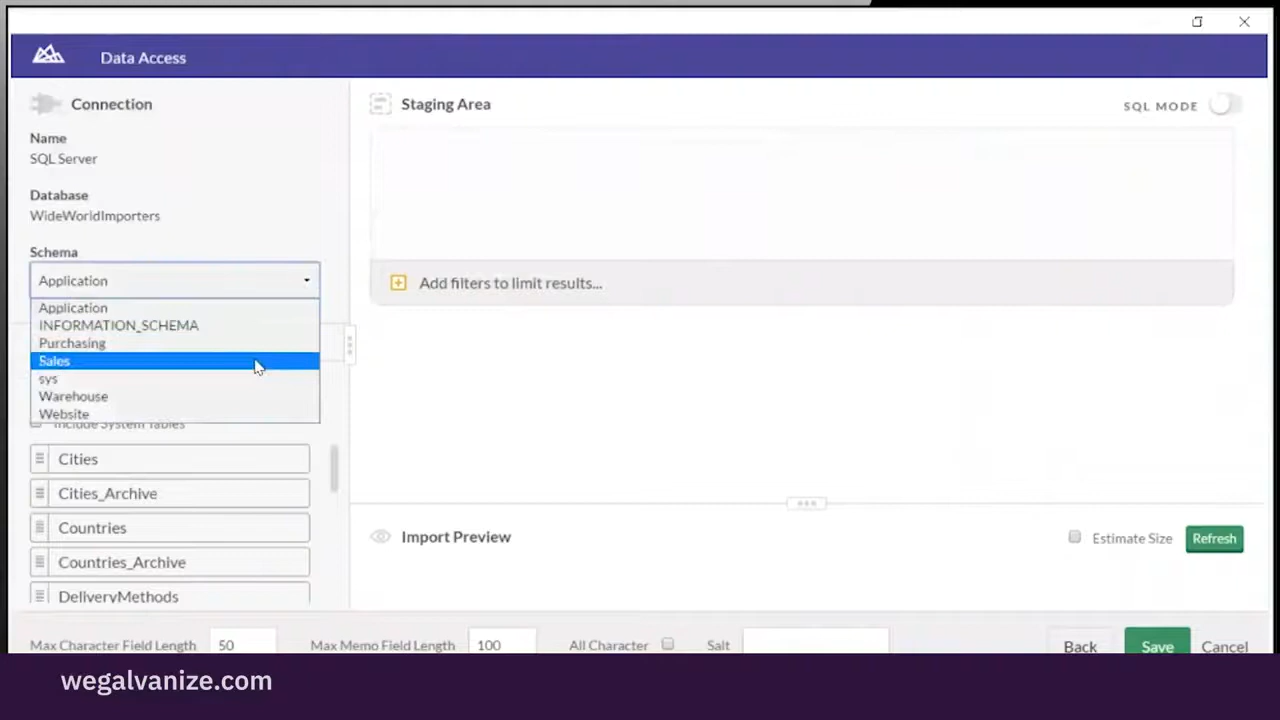 Data Access
Connection
Name
SQL Server
Database
WideWorldImporters
Schema
Application
Application
INFORMATION_SCHEMA
Purchasing
Sales
sys
Warehouse
Website
Include System Tables
Cities
Cities_Archive
Countries
Countries_Archive
DeliveryMethods
Staging Area
SQL MODE
Add filters to limit results...
Import Preview
Estimate Size Refresh
Max Character Field Length 50 Max Memo Field Length 100 All Character Salt Back Save Cancel
wegalvanize.com